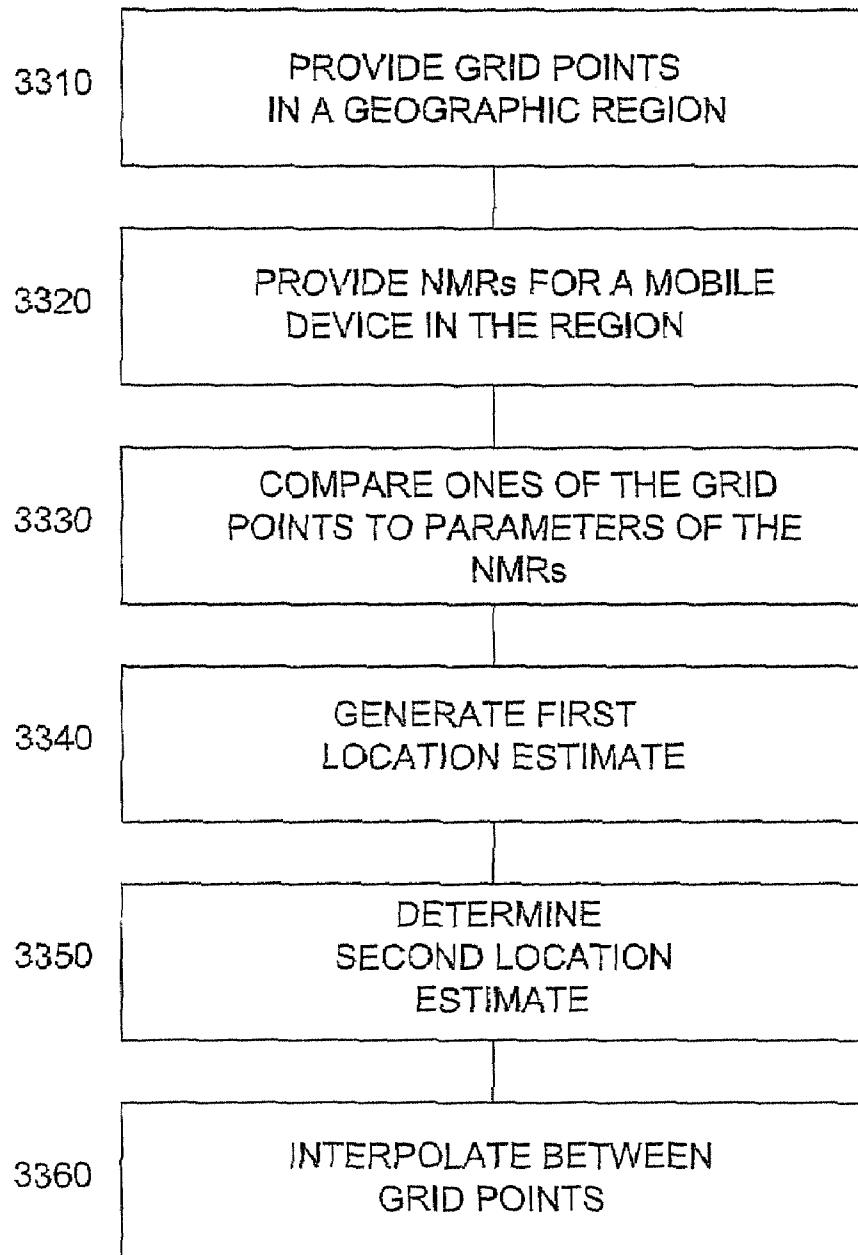 3310
PROVIDE GRID POINTS
IN A GEOGRAPHIC REGION
3320
PROVIDE NMRs FOR A MOBILE
DEVICE IN THE REGION
3330
COMPARE ONES OF THE GRID
POINTS TO PARAMETERS OF THE
NMRs
3340
GENERATE FIRST
LOCATION ESTIMATE
3350
DETERMINE
SECOND LOCATION
ESTIMATE
3360
INTERPOLATE BETWEEN
GRID POINTS